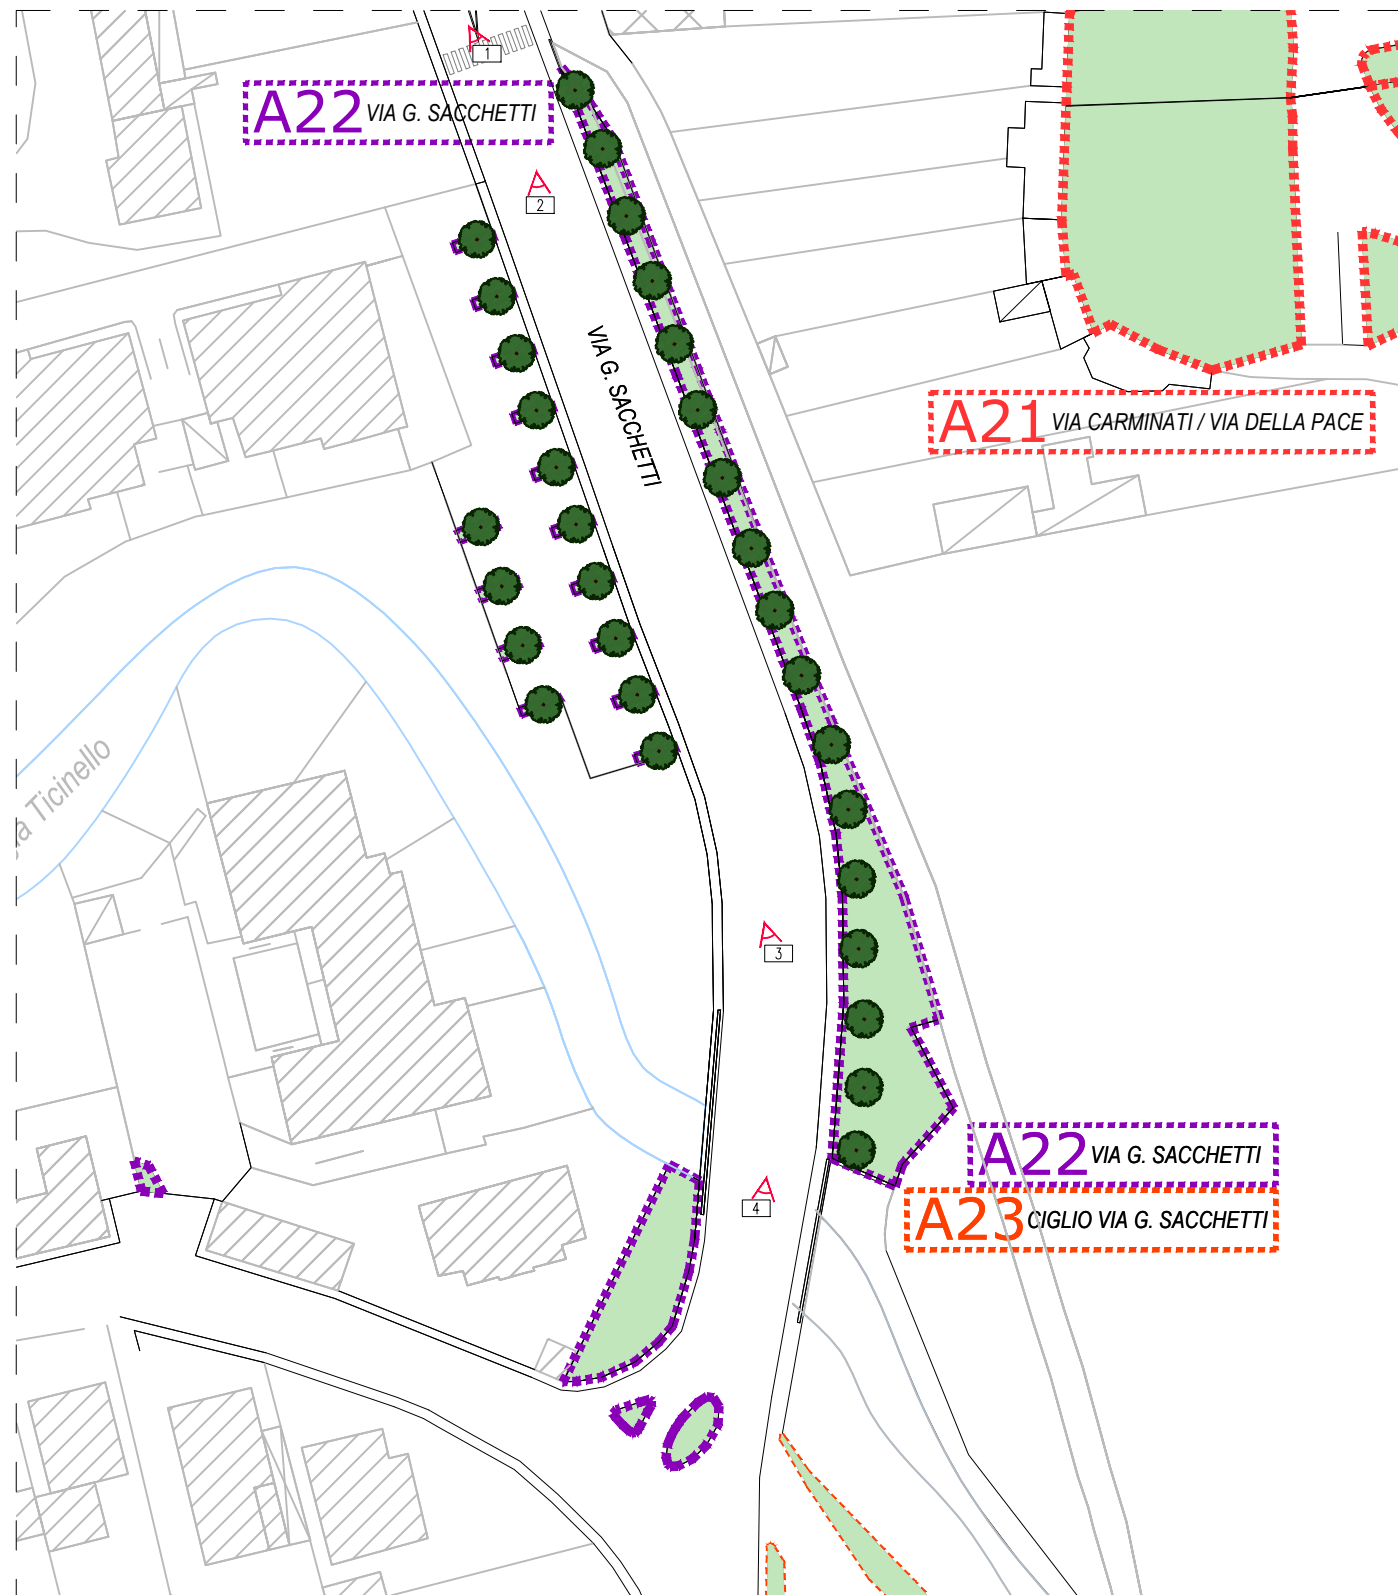 1
A22 VIA G. SACCHETTI
2
VIA G. SACCHETTI
A21 VIA CARMINATI / VIA DELLA PACE
Ticinello
3
A22 VIA G. SACCHETTI
4
A23 CIGLIO VIA G. SACCHETTI